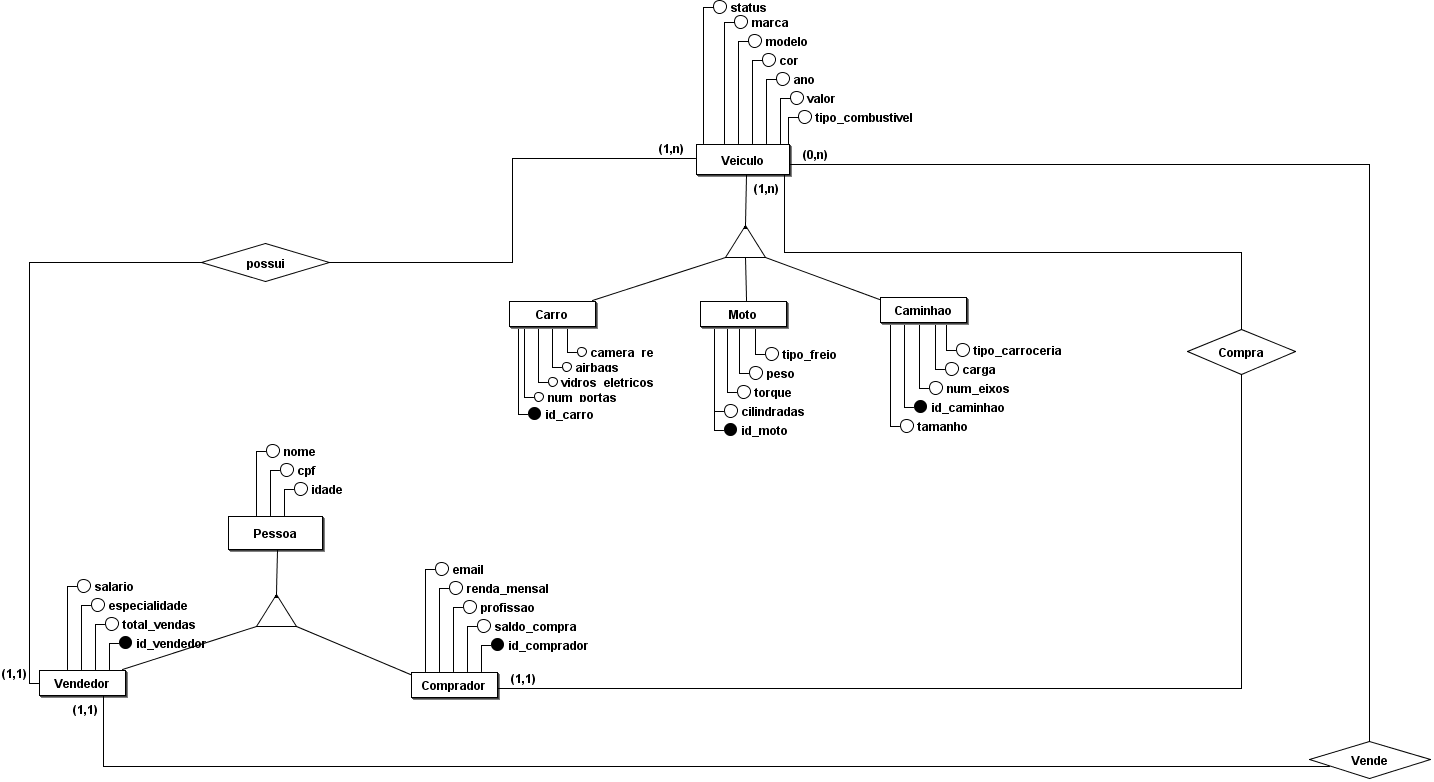 status
marca
modelo
cor
ano
valor
tipo_combustivel
(1,n)
Veiculo
(0,n)
(1,n)
possui
Carro
Moto
Caminhao
camera_re
airbags
vidros_eletricos
num_portas
id_carro
tipo_freio
peso
torque
cilindradas
id_moto
tipo_carroceria
carga
num_eixos
id_caminhao
tamanho
Compra
nome
cpf
idade
Pessoa
salario
especialidade
total_vendas
id_vendedor
email
renda_mensal
profissao
saldo_compra
id_comprador
(1,1)
Vendedor
(1,1)
Comprador
(1,1)
Vende